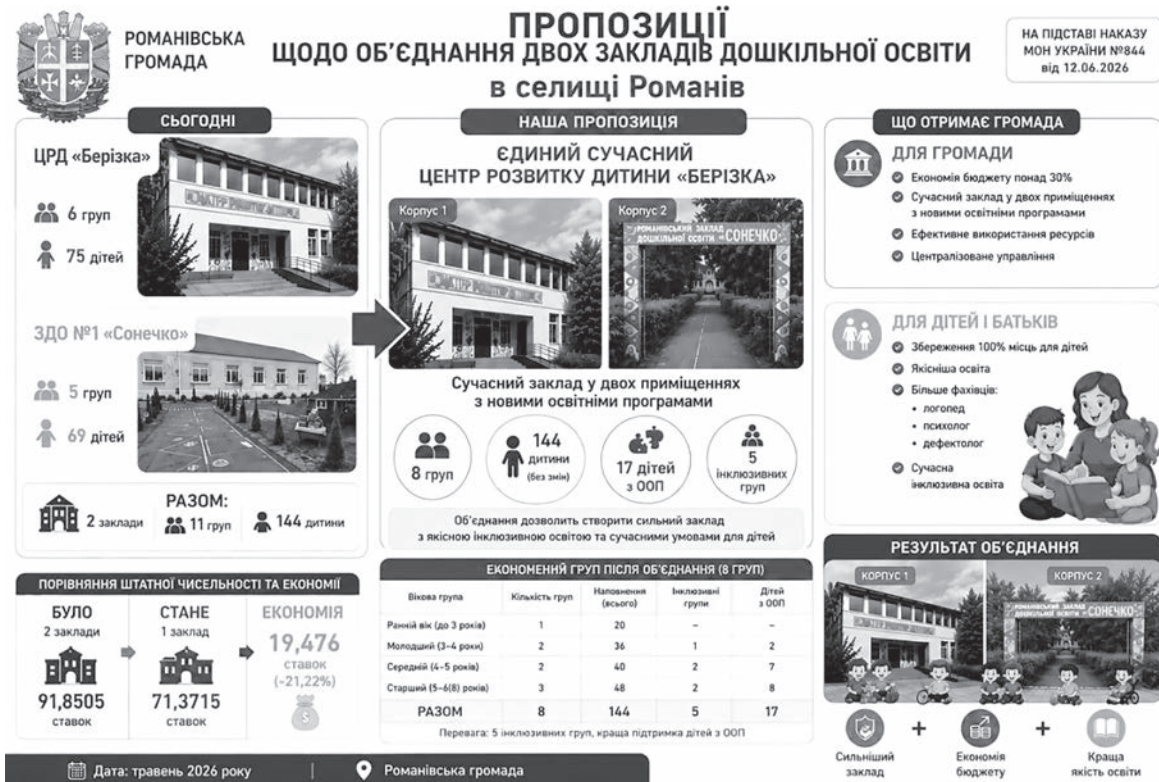 РОМАНІВСЬКА
ГРОМАДА
ПРОПОЗИЦІЇ
ЩОДО ОБ'ЄДНАННЯ ДВОХ ЗАКЛАДІВ ДОШКІЛЬНОЇ ОСВІТИ
в селищі Романів
НА ПІДСТАВІ НАКАЗУ
МОН УКРАЇНИ №844
від 12.06.2026
СЬОГОДНІ
ЦРД «Берізка»
6 груп
75 дітей
ЗДО №1 «Сонечко»
5 груп
69 дітей
РАЗОМ:
2 заклади
11 груп
144 дитини
НАША ПРОПОЗИЦІЯ
ЄДИНИЙ СУЧАСНИЙ
ЦЕНТР РОЗВИТКУ ДИТИНИ «БЕРІЗКА»
Корпус 1
Корпус 2
РОМАНІВСЬКИЙ ЗАКЛАД
ДОШКІЛЬНОЇ ОСВІТИ «СОНЕЧКО»
Сучасний заклад у двох приміщеннях
з новими освітніми програмами
8 груп
144
дитини
(без змін)
17 дітей
з ООП
5
інклюзивних
груп
Об'єднання дозволить створити сильний заклад
з якісною інклюзивною освітою та сучасними умовами для дітей
ЩО ОТРИМАЄ ГРОМАДА
ДЛЯ ГРОМАДИ
Економія бюджету понад 30%
Сучасний заклад у двох приміщеннях
з новими освітніми програмами
Ефективне використання ресурсів
Централізоване управління
ДЛЯ ДІТЕЙ І БАТЬКІВ
Збереження 100% місць для дітей
Якісніша освіта
Більше фахівців:
• логопед
• психолог
• дефектолог
Сучасна
інклюзивна освіта
ПОРІВНЯННЯ ШТАТНОЇ ЧИСЕЛЬНОСТІ ТА ЕКОНОМІЇ
БУЛО
2 заклади
91,8505
ставок
СТАНЕ
1 заклад
71,3715
ставок
ЕКОНОМІЯ
19,476
ставок
(-21,22%)
$
ЕКОНОМЕНИЙ ГРУП ПІСЛЯ ОБ'ЄДНАННЯ (8 ГРУП)
Вікова група Кількість груп Наповнення (всього) Інклюзивні групи Дітей з ООП
Ранній вік (до 3 років) 1 20 – –
Молодший (3–4 роки) 2 36 1 2
Середній (4–5 років) 2 40 2 7
Старший (5–6(8) років) 3 48 2 8
РАЗОМ 8 144 5 17
Перевага: 5 інклюзивних груп, краща підтримка дітей з ООП
РЕЗУЛЬТАТ ОБ'ЄДНАННЯ
КОРПУС 1
КОРПУС 2
РОМАНІВСЬКИЙ ЗАКЛАД
ДОШКІЛЬНОЇ ОСВІТИ «СОНЕЧКО»
Сильніший
заклад
+
Економія
бюджету
+
Краща
якість освіти
Дата: травень 2026 року | Романівська громада